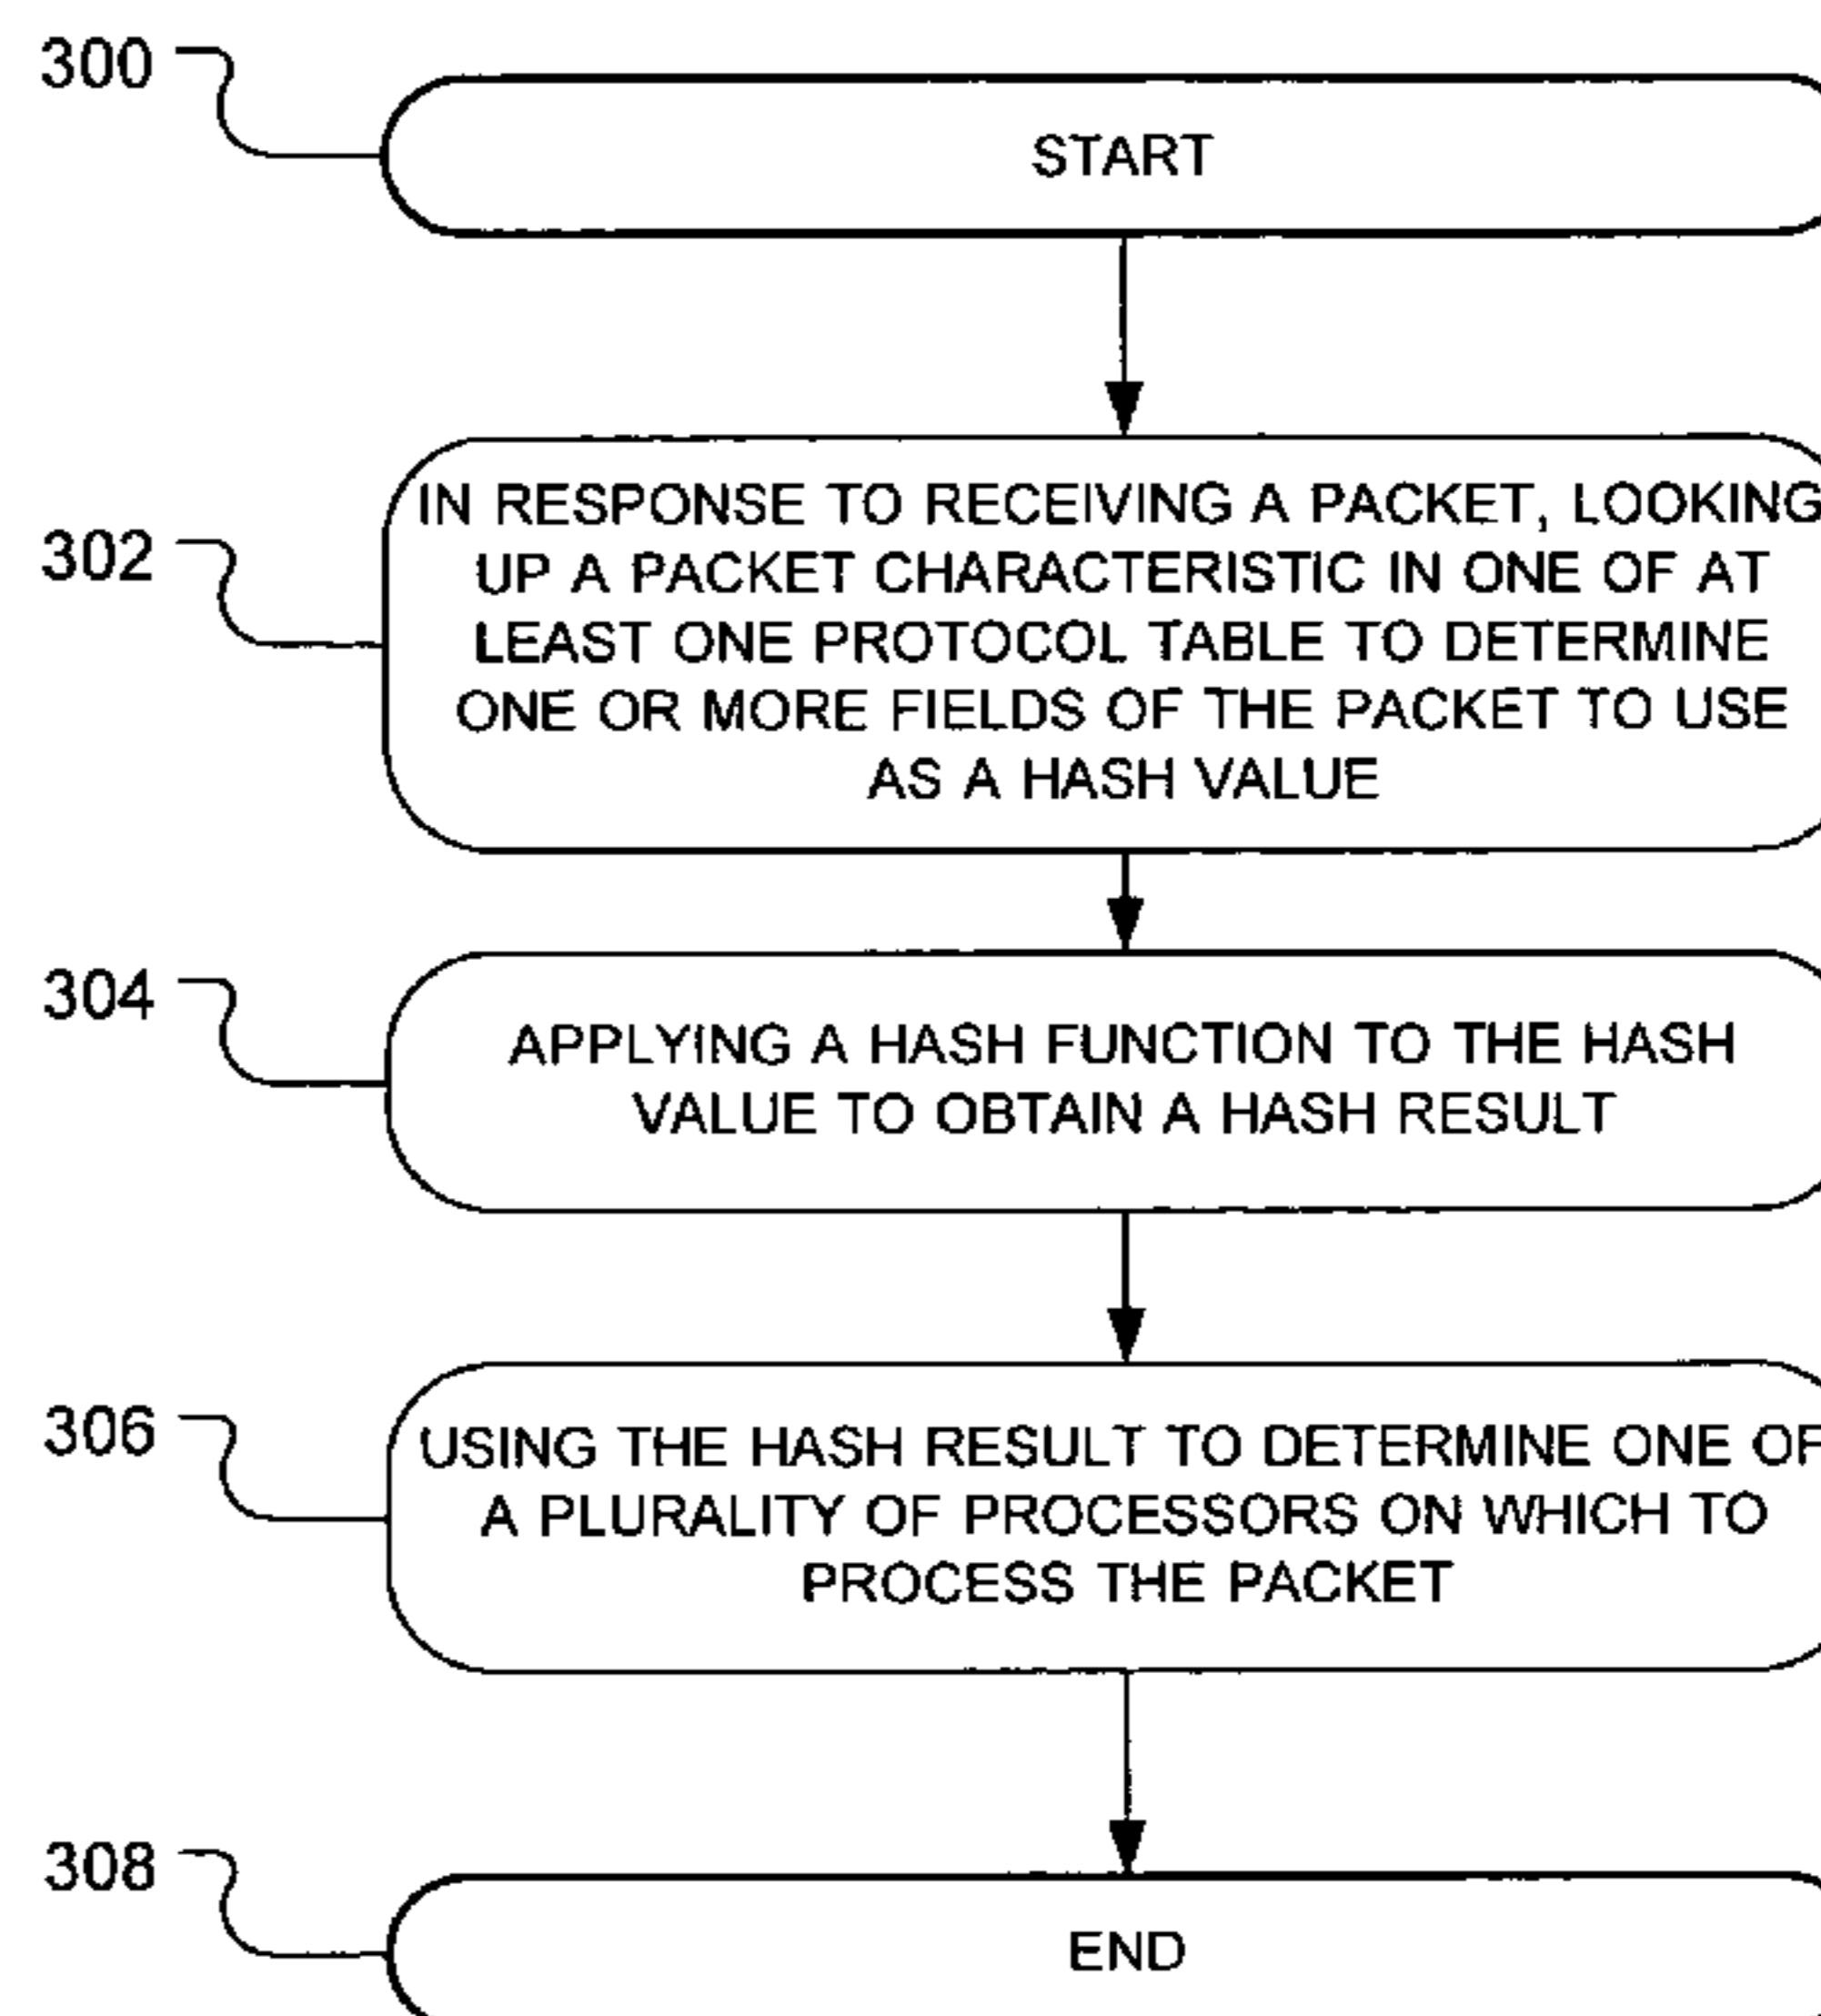 300
START
302
IN RESPONSE TO RECEIVING A PACKET, LOOKING
UP A PACKET CHARACTERISTIC IN ONE OF AT
LEAST ONE PROTOCOL TABLE TO DETERMINE
ONE OR MORE FIELDS OF THE PACKET TO USE
AS A HASH VALUE
304
APPLYING A HASH FUNCTION TO THE HASH
VALUE TO OBTAIN A HASH RESULT
306
USING THE HASH RESULT TO DETERMINE ONE OF
A PLURALITY OF PROCESSORS ON WHICH TO
PROCESS THE PACKET
308
END